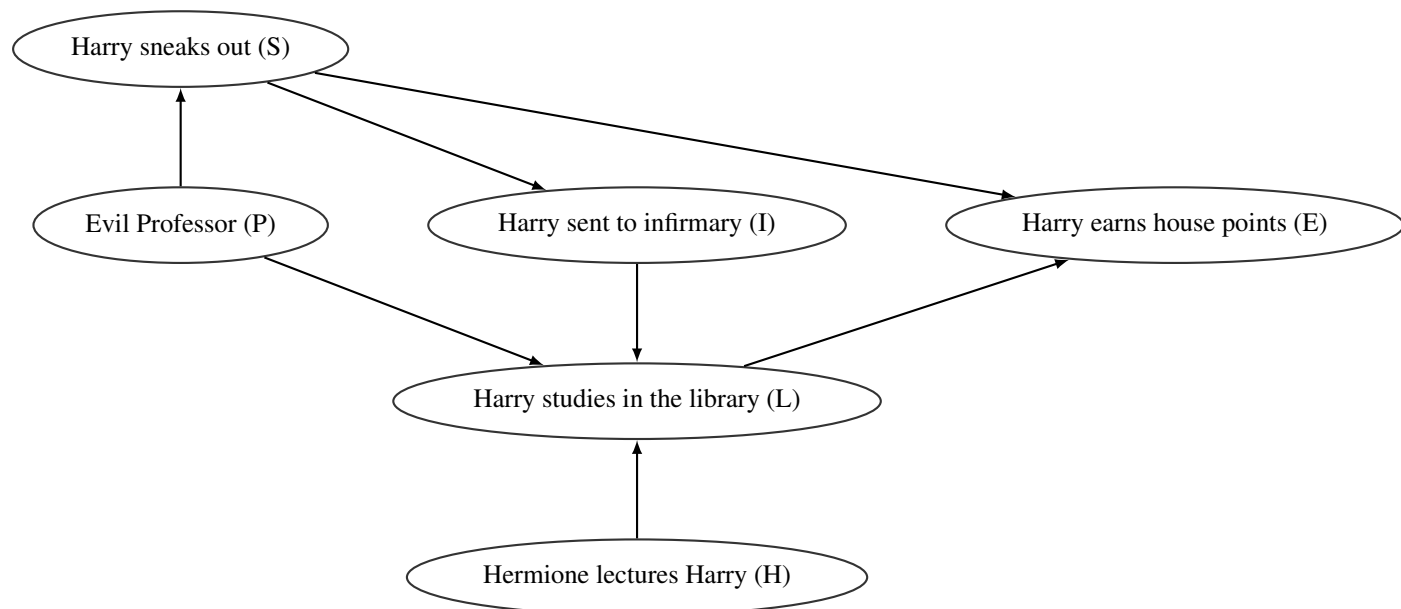 Harry sneaks out (S)
Evil Professor (P)
Harry sent to infirmary (I)
Harry earns house points (E)
Harry studies in the library (L)
Hermione lectures Harry (H)